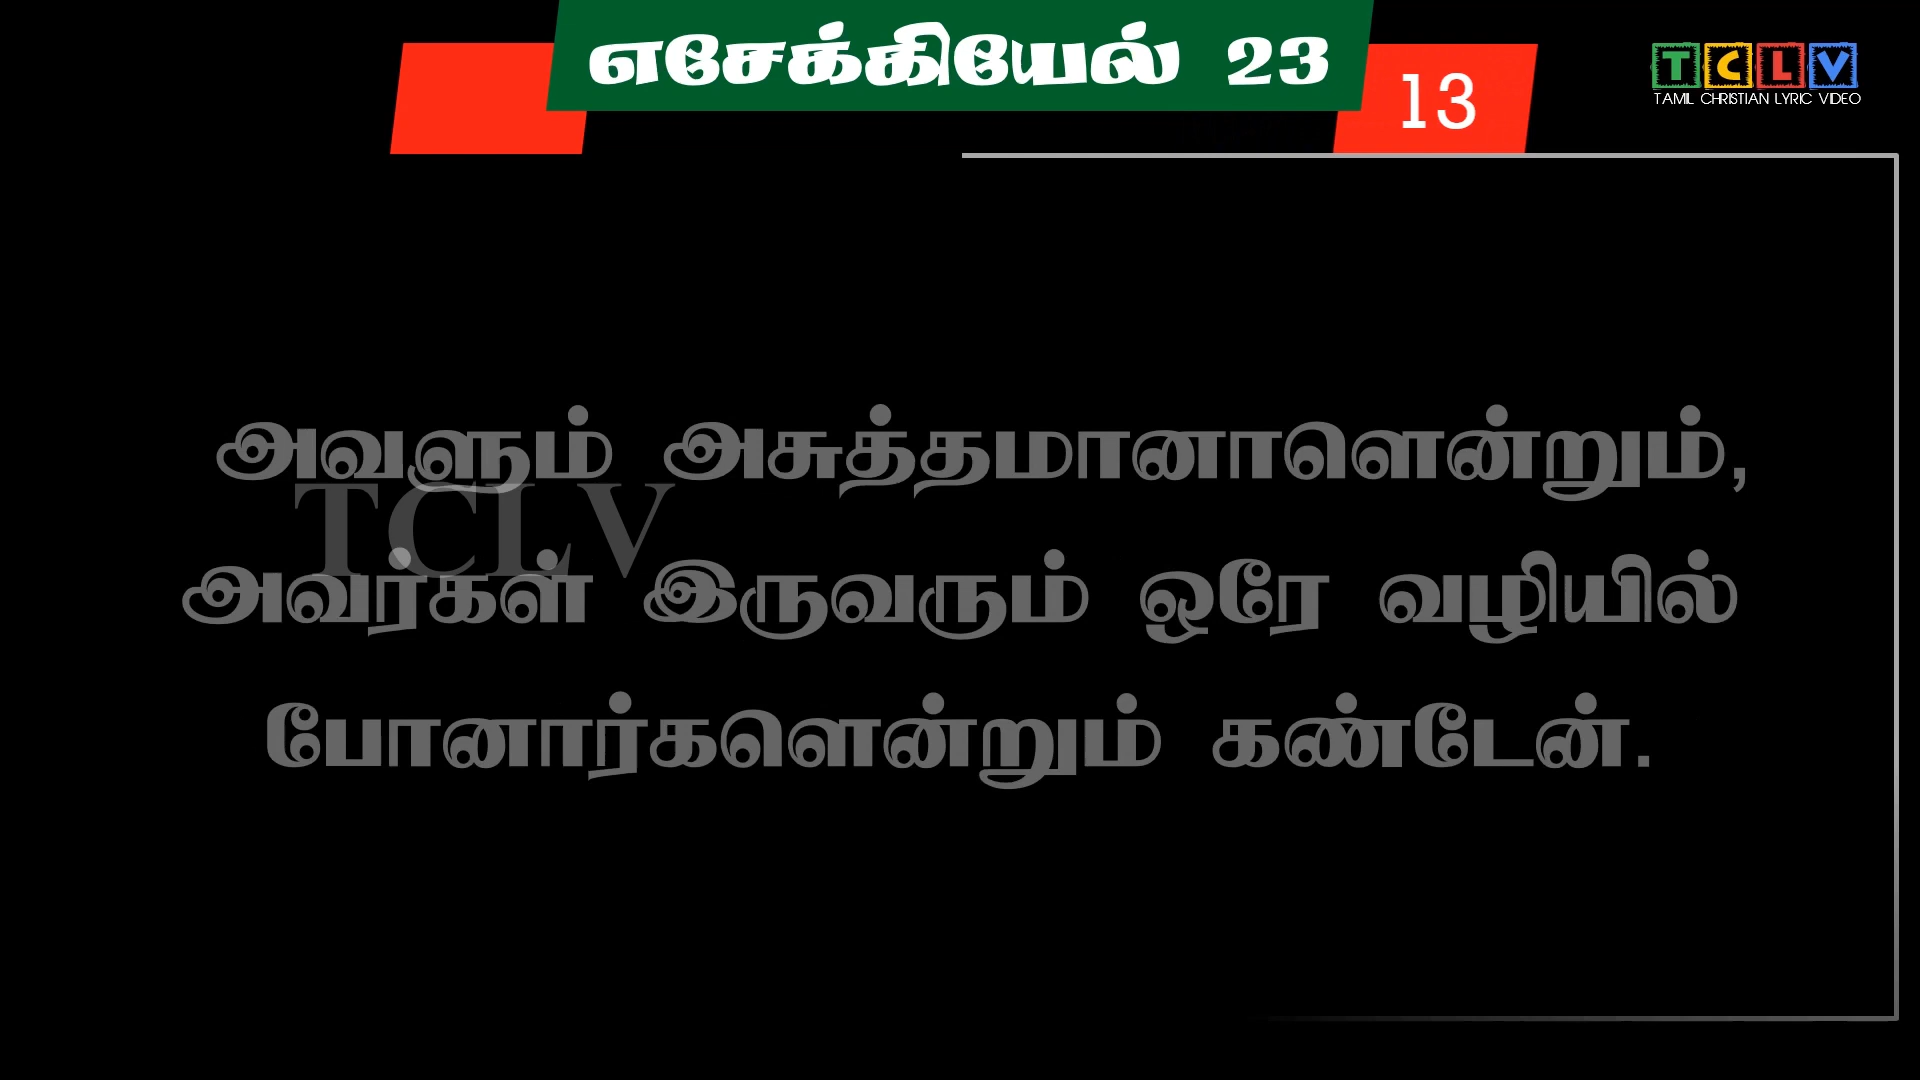 எசேக்கியேல் 23
13
TCLV
TAMIL CHRISTIAN LYRIC VIDEO
அவளும் அசுத்தமானாளென்றும்,
TCLV
அவர்கள் இருவரும் ஒரே வழியில்
போனார்களென்றும் கண்டேன்.